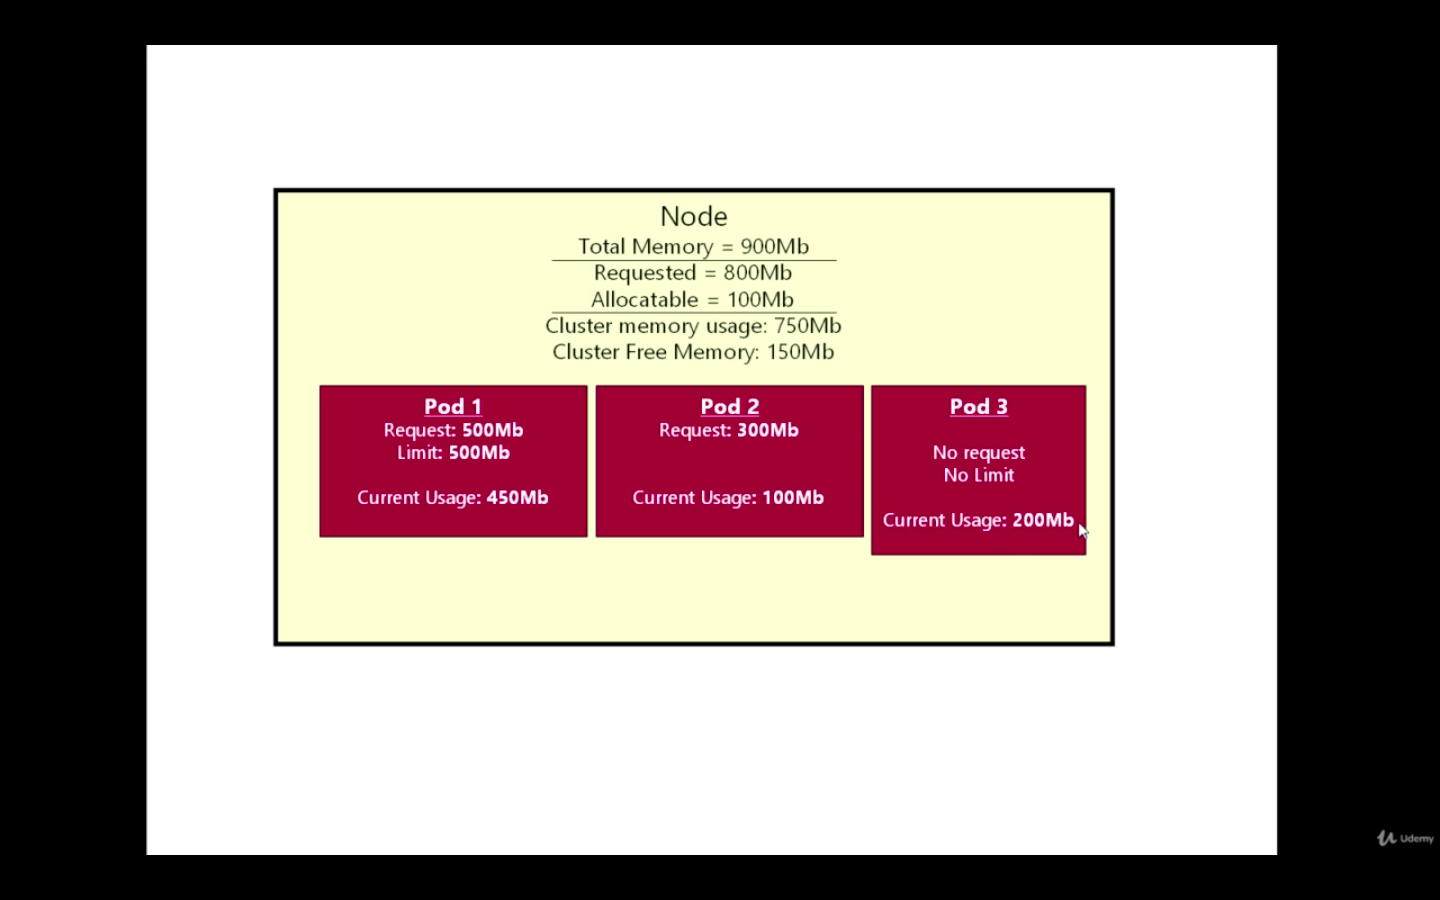 Node
Total Memory = 900Mb
Requested = 800Mb
Allocatable = 100Mb
Cluster memory usage: 750Mb
Cluster Free Memory: 150Mb
Pod 1
Request: 500Mb
Limit: 500Mb
Current Usage: 450Mb
Pod 2
Request: 300Mb
Current Usage: 100Mb
Pod 3
No request
No Limit
Current Usage: 200Mb
Udemy